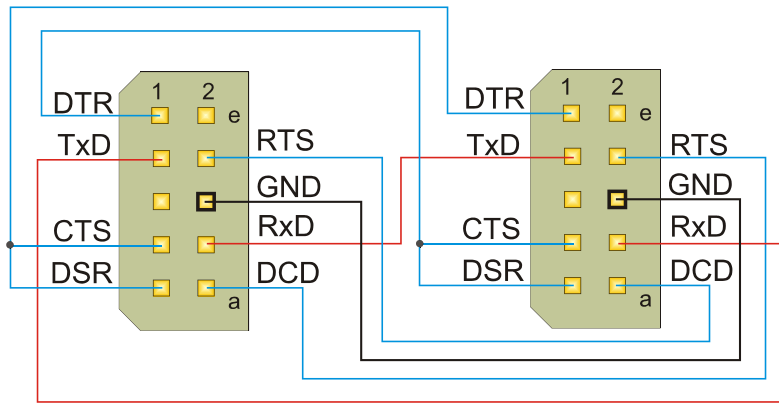 1 2
DTR e
TxD RTS
GND
CTS RxD
DSR DCD
a
1 2
DTR e
TxD RTS
GND
CTS RxD
DSR DCD
a